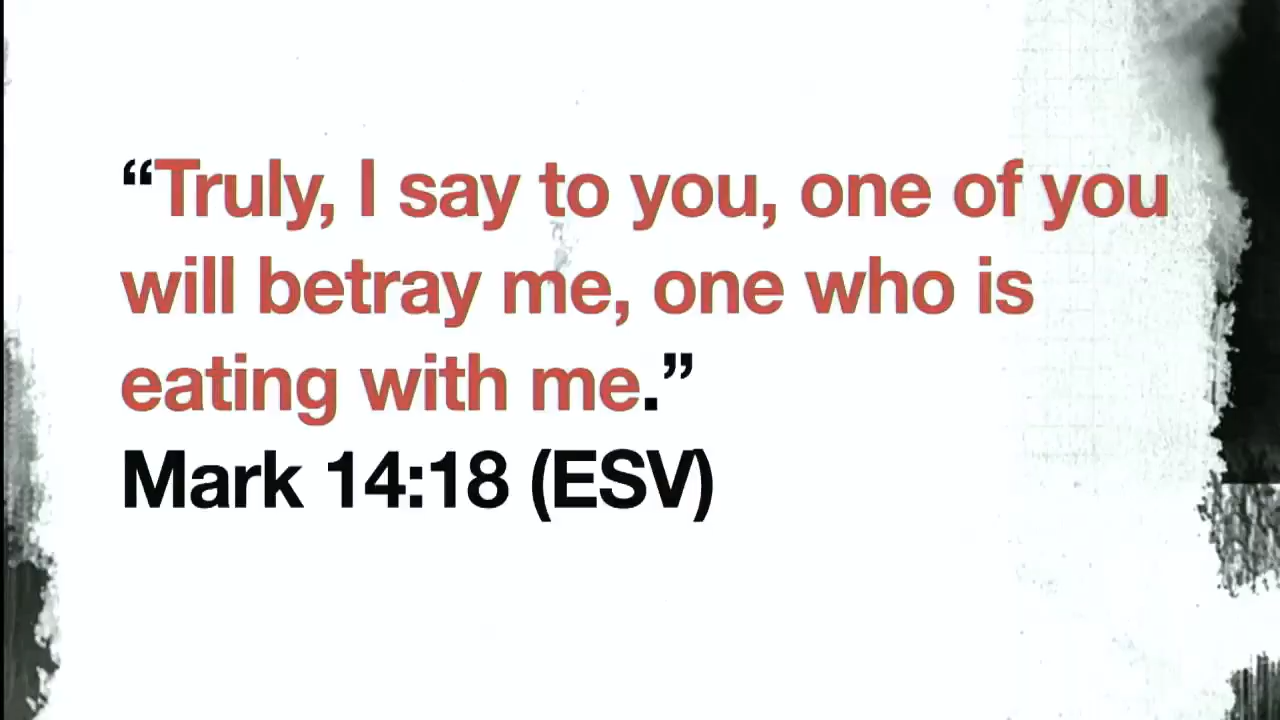 “Truly, I say to you, one of you
will betray me, one who is
eating with me.”
Mark 14:18 (ESV)